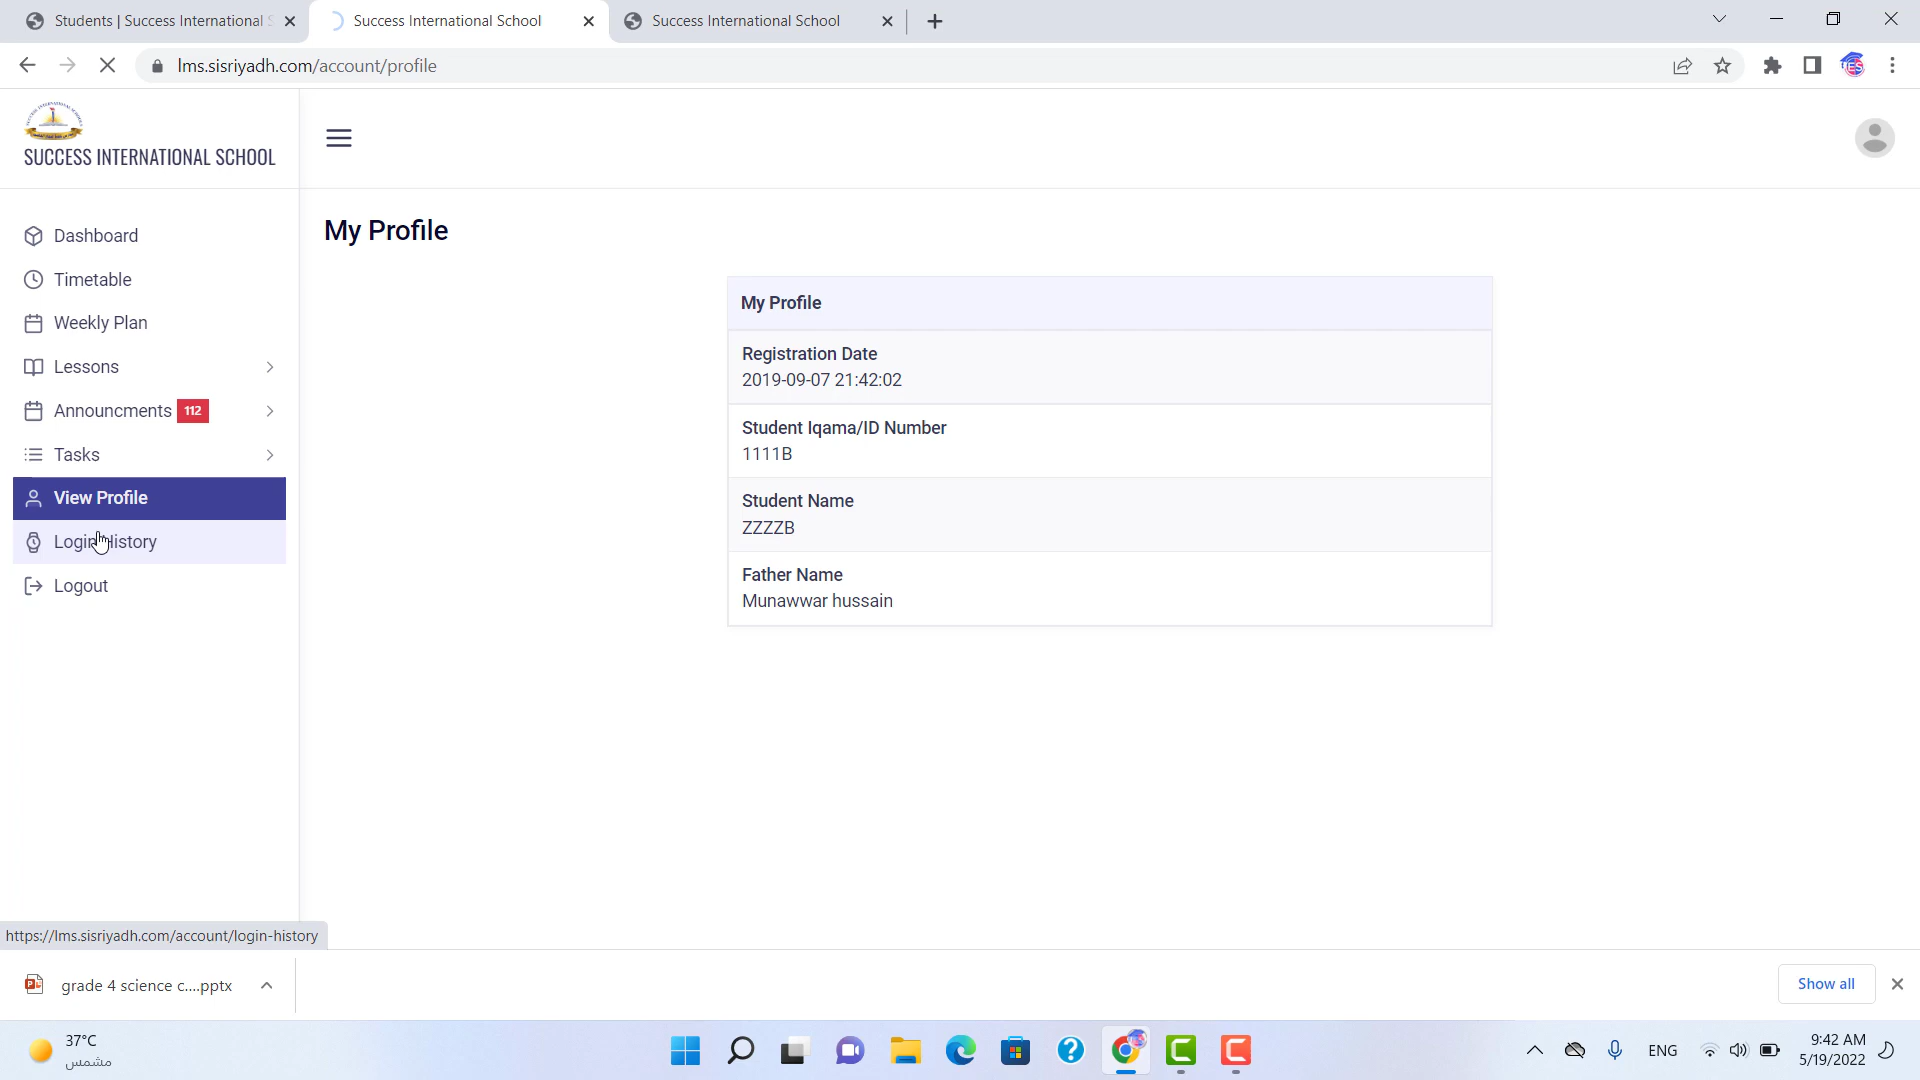 Students | Success International S
Success International School
Success International School
lms.sisriyadh.com/account/profile
SUCCESS INTERNATIONAL SCHOOL
Dashboard
Timetable
Weekly Plan
Lessons
Announcments 112
Tasks
View Profile
Login History
Logout
My Profile
My Profile
Registration Date
2019-09-07 21:42:02
Student Iqama/ID Number
1111B
Student Name
ZZZZB
Father Name
Munawwar hussain
https://lms.sisriyadh.com/account/login-history
grade 4 science c....pptx
Show all
37°C
مشمس
ENG
9:42 AM
5/19/2022